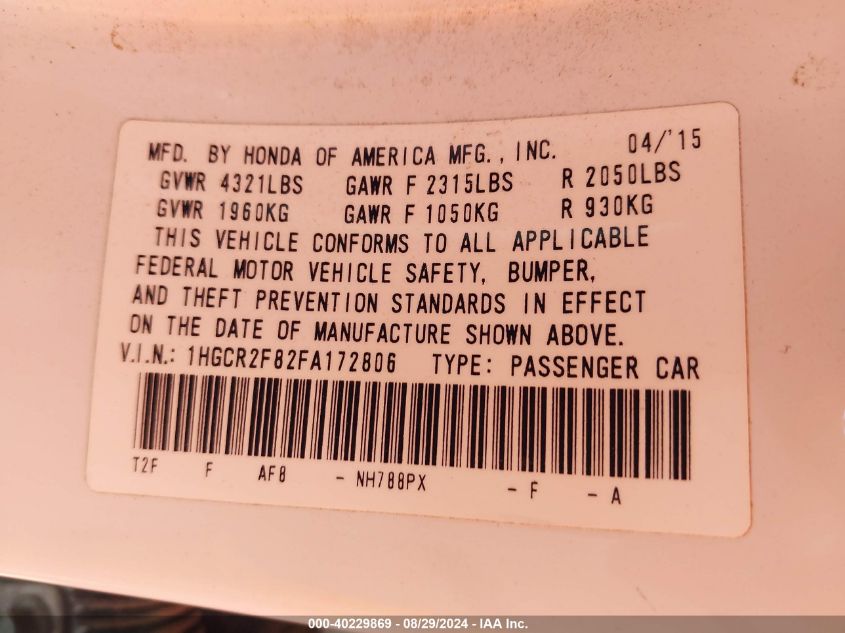 MFD. BY HONDA OF AMERICA MFG., INC. 04/'15
GVWR 4321LBS GAWR F 2315LBS R 2050LBS
GVWR 1960KG GAWR F 1050KG R 930KG
THIS VEHICLE CONFORMS TO ALL APPLICABLE
FEDERAL MOTOR VEHICLE SAFETY, BUMPER,
AND THEFT PREVENTION STANDARDS IN EFFECT
ON THE DATE OF MANUFACTURE SHOWN ABOVE.
V.I.N.: 1HGCR2F82FA172806 TYPE: PASSENGER CAR
T2F F AF8 - NH788PX - F - A
000-40229869 - 08/29/2024 - IAA Inc.